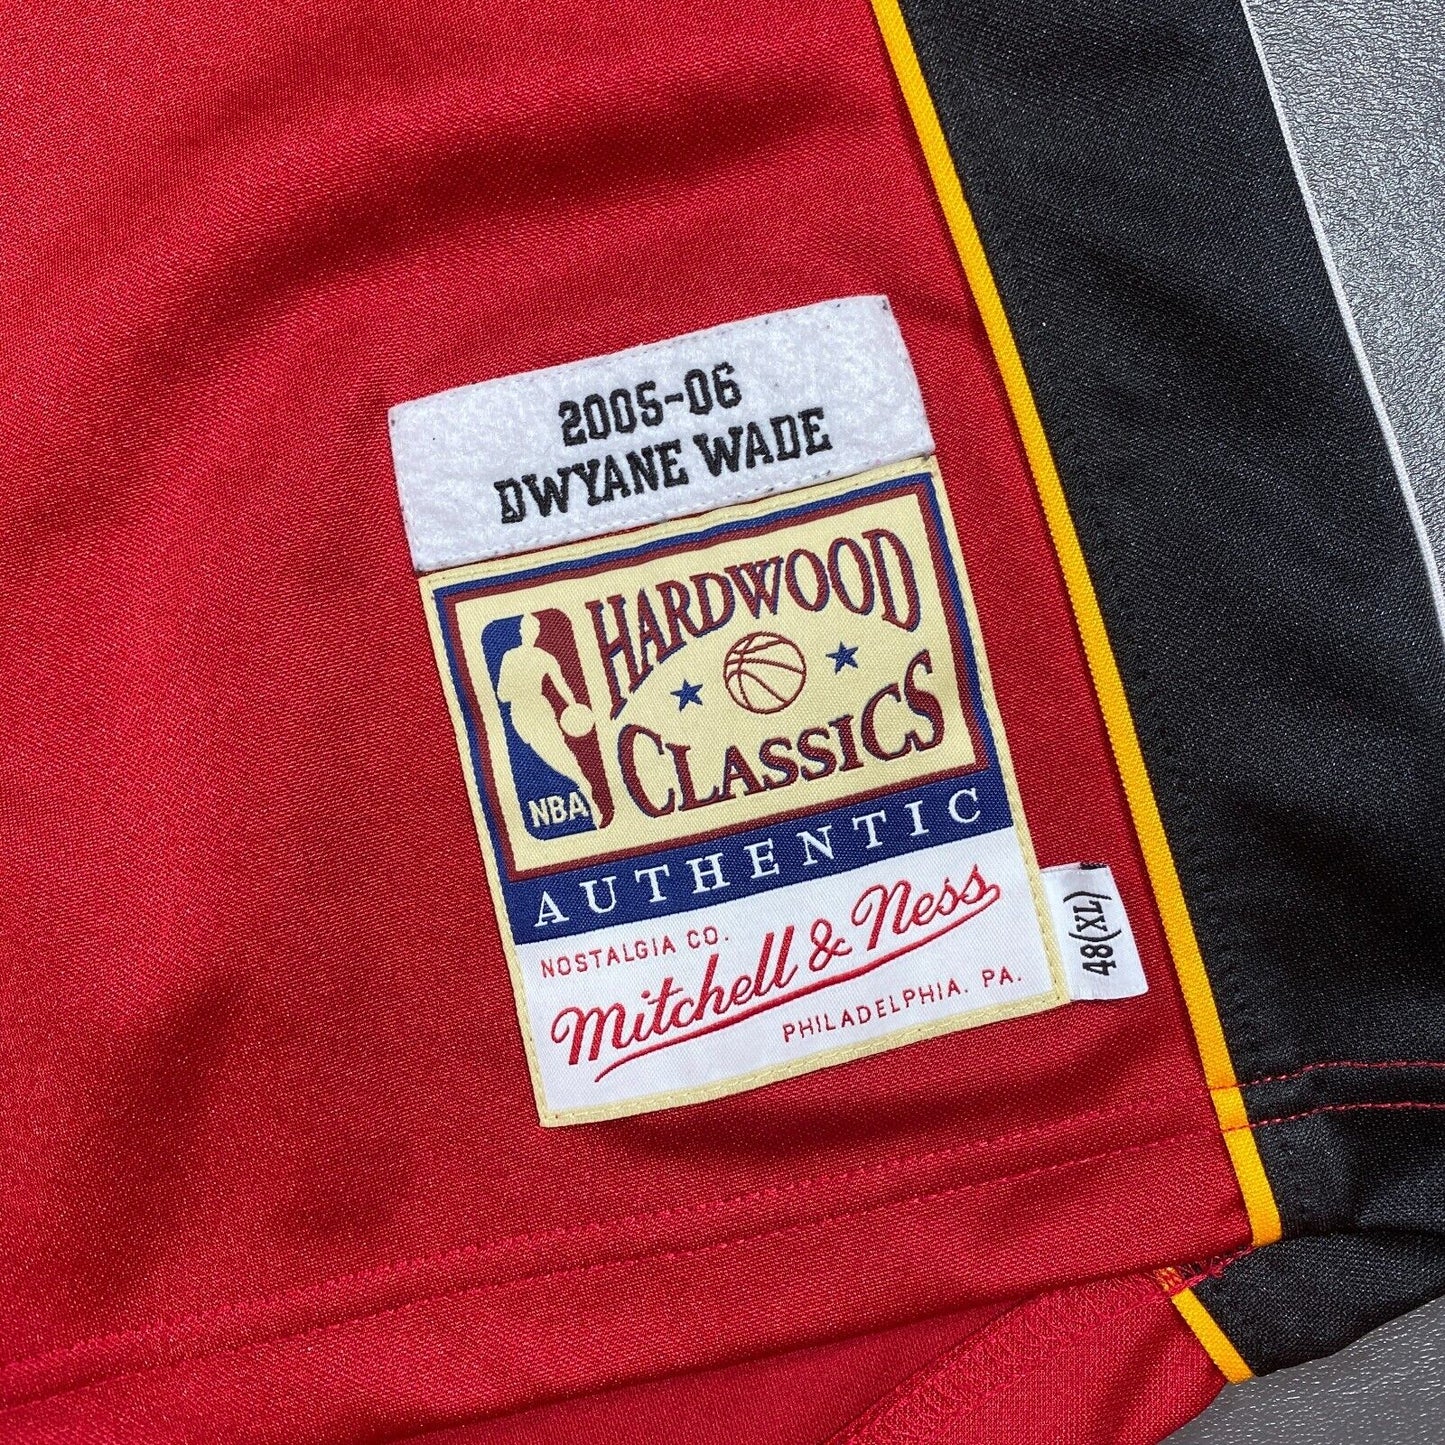 2005-06
DWYANE WADE
HARDWOOD
CLASSICS
NBA
AUTHENTIC
NOSTALGIA CO.
Mitchell & Ness
PHILADELPHIA. PA.
48(XL)